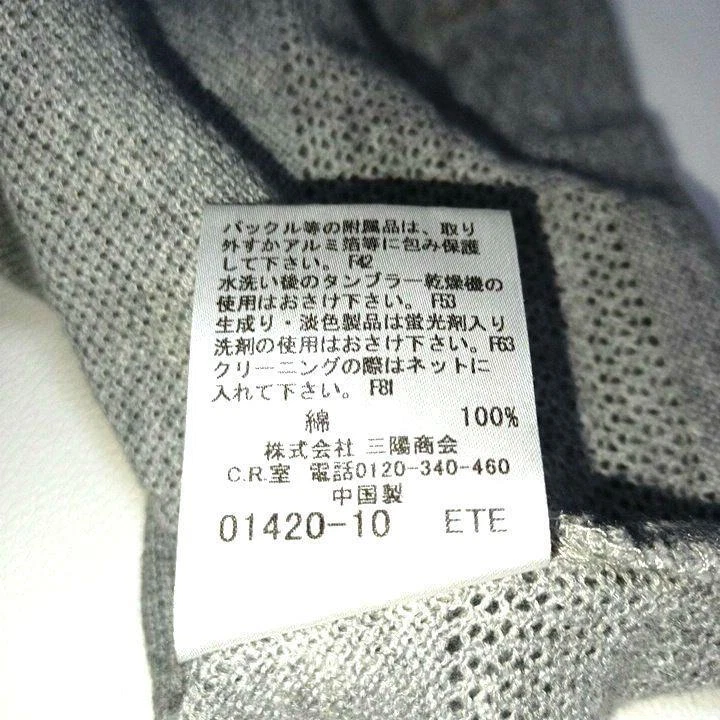 バックル等の附属品は、取り
外すかアルミ箔等に包み保護
して下さい。 F42
水洗い後のタンブラー乾燥機の
使用はおさけ下さい。 F53
生成り・淡色製品は蛍光剤入り
洗剤の使用はおさけ下さい。F63
クリーニングの際はネットに
入れて下さい。 F81
綿 100%
株式会社 三陽商会
C.R.室 電話0120-340-460
中国製
01420-10 ETE